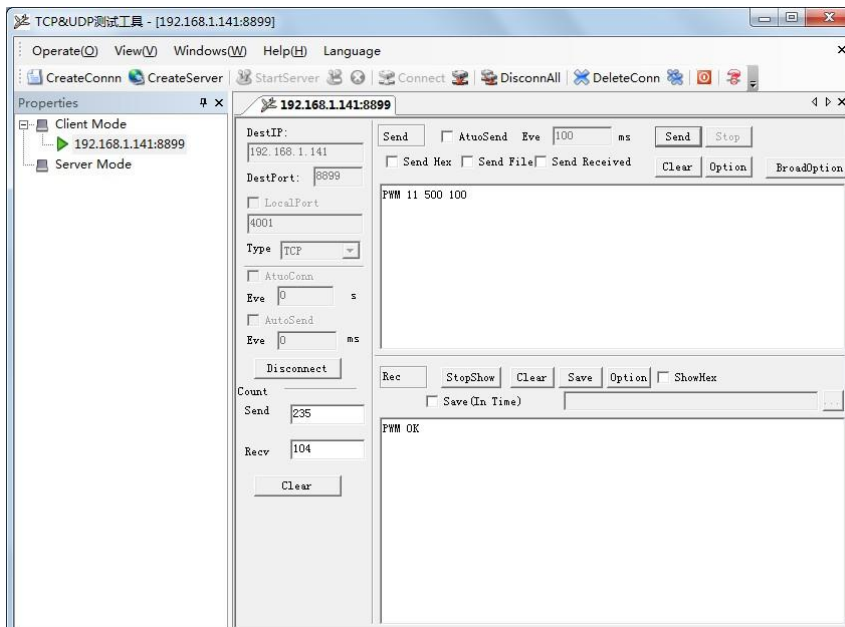 TCP&UDP测试工具 - [192.168.1.141:8899]
Operate(O) View(V) Windows(W) Help(H) Language
CreateConnn CreateServer StartServer Connect DisconnAll DeleteConn
Properties
Client Mode
192.168.1.141:8899
Server Mode
192.168.1.141:8899
DestIP:
192.168.1.141
DestPort: 8899
LocalPort
4001
Type TCP
AtuoConn
Eve 0 s
AutoSend
Eve 0 ms
Disconnect
Count
Send 235
Recv 104
Clear
Send AtuoSend Eve 100 ms Send Stop
Send Hex Send File Send Received Clear Option BroadOption
PWM 11 500 100
Rec StopShow Clear Save Option ShowHex
Save(In Time) ...
PWM OK